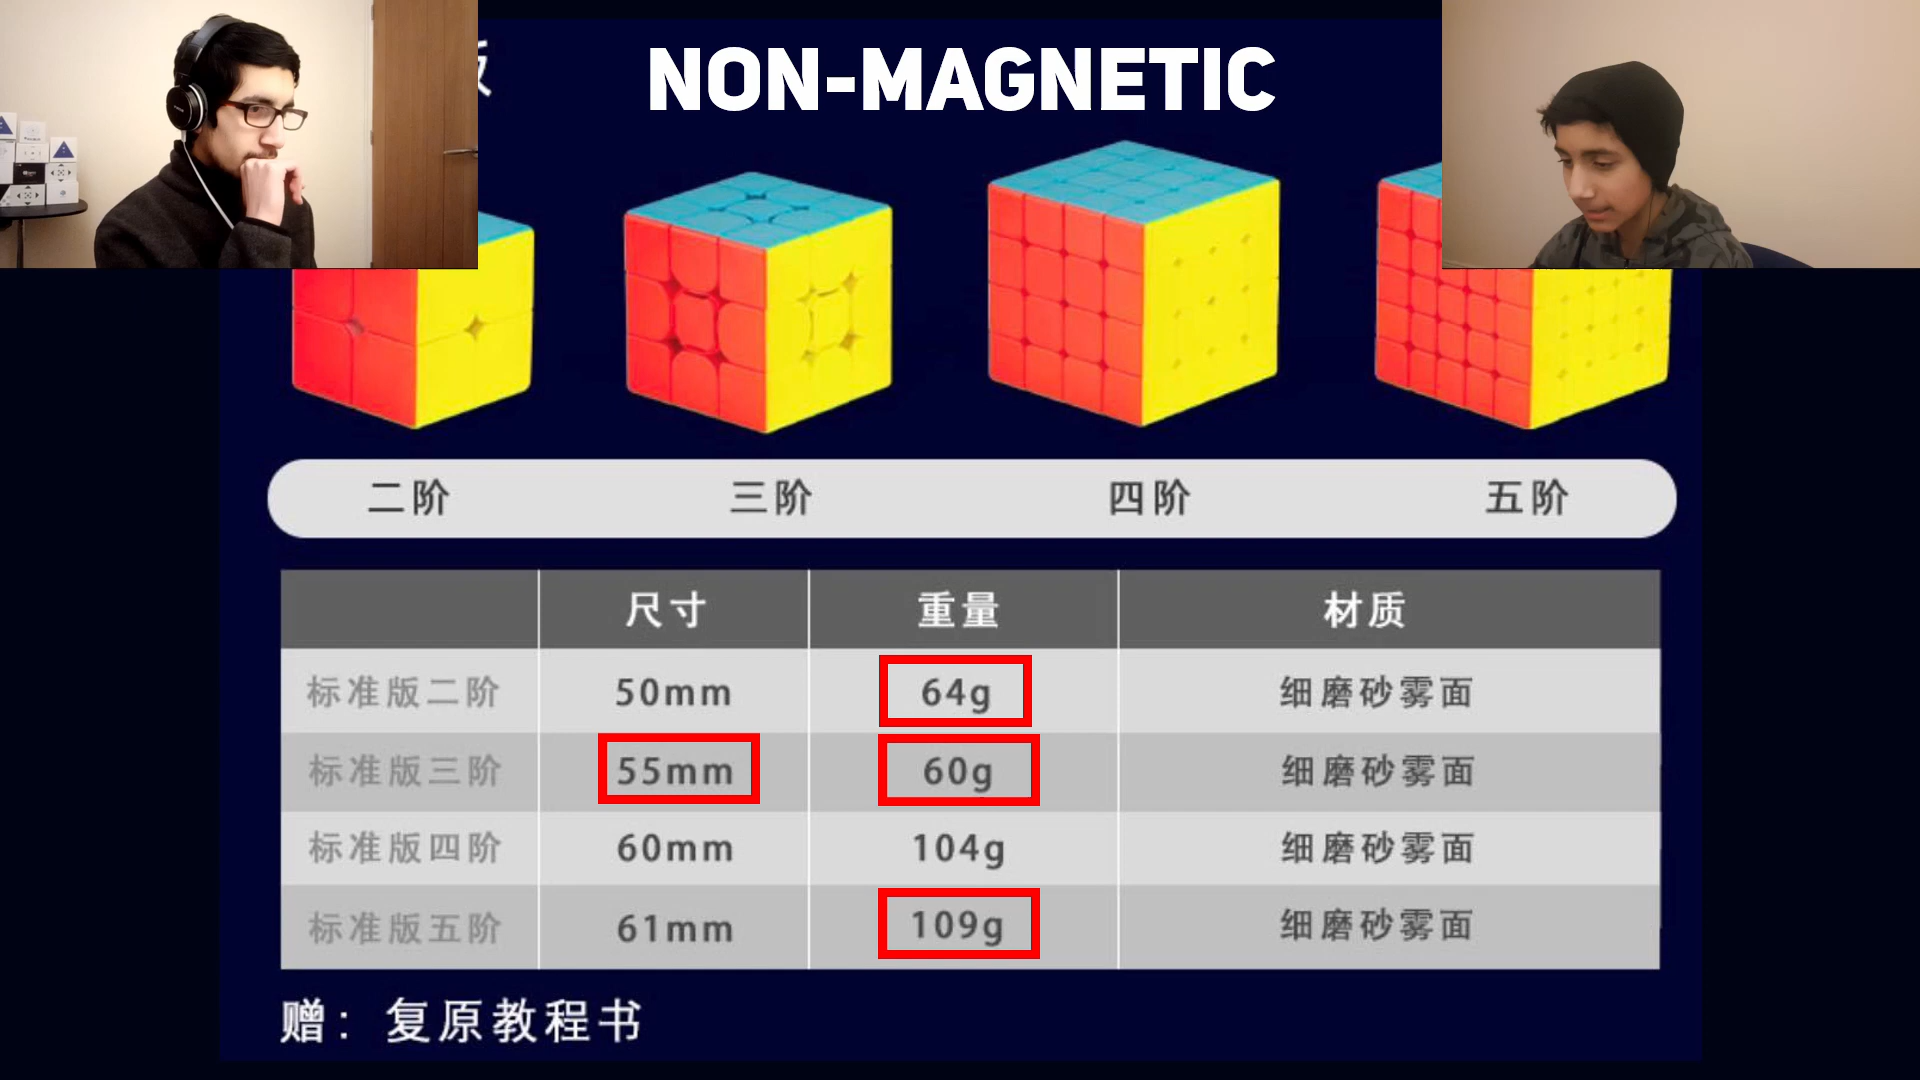 NON-MAGNETIC
二阶 三阶 四阶 五阶
尺寸 重量 材质
标准版二阶 50mm 64g 细磨砂雾面
标准版三阶 55mm 60g 细磨砂雾面
标准版四阶 60mm 104g 细磨砂雾面
标准版五阶 61mm 109g 细磨砂雾面
赠：复原教程书